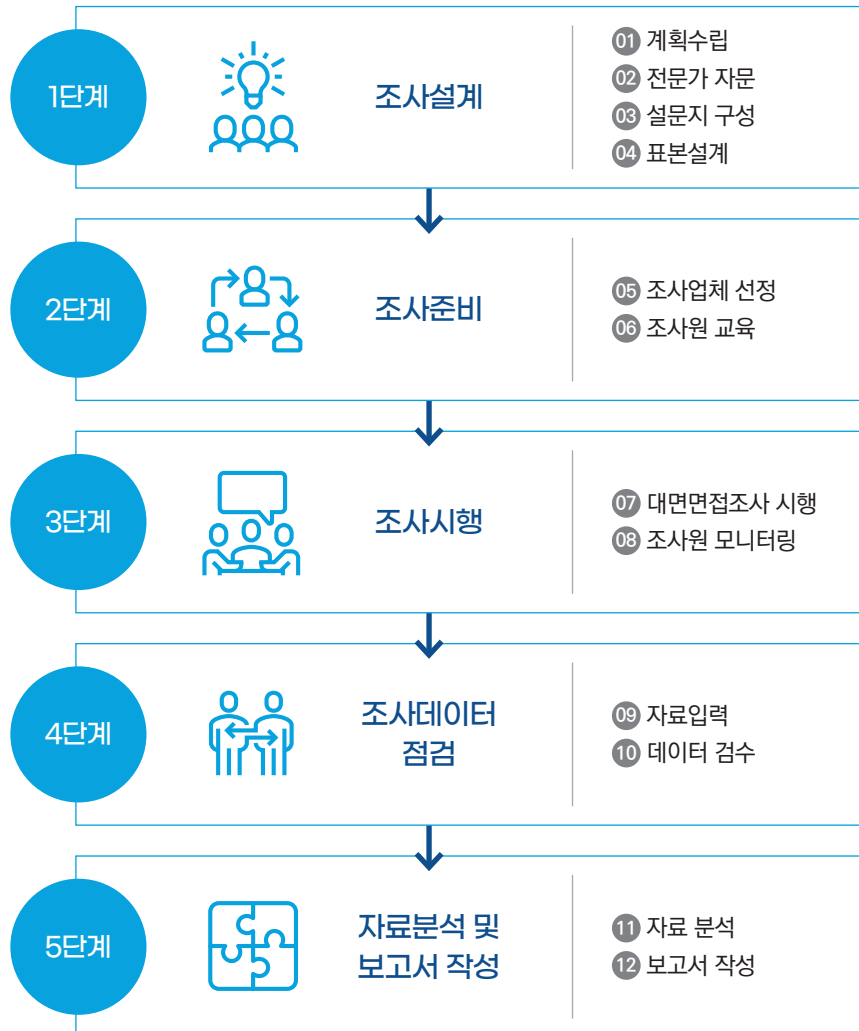 1단계
조사설계
01 계획수립
02 전문가 자문
03 설문지 구성
04 표본설계
2단계
조사준비
05 조사업체 선정
06 조사원 교육
3단계
조사시행
07 대면면접조사 시행
08 조사원 모니터링
4단계
조사데이터
점검
09 자료입력
10 데이터 검수
5단계
자료분석 및
보고서 작성
11 자료 분석
12 보고서 작성